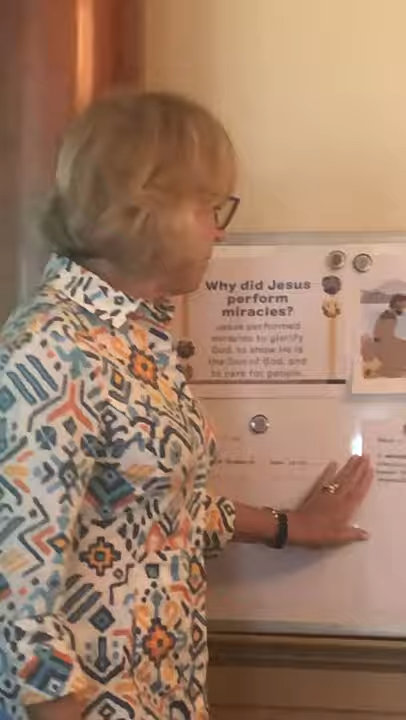 Why did Jesus
perform
miracles?
Jesus performed
miracles to glorify
God, to show He is
the Son of God, and
to care for people.